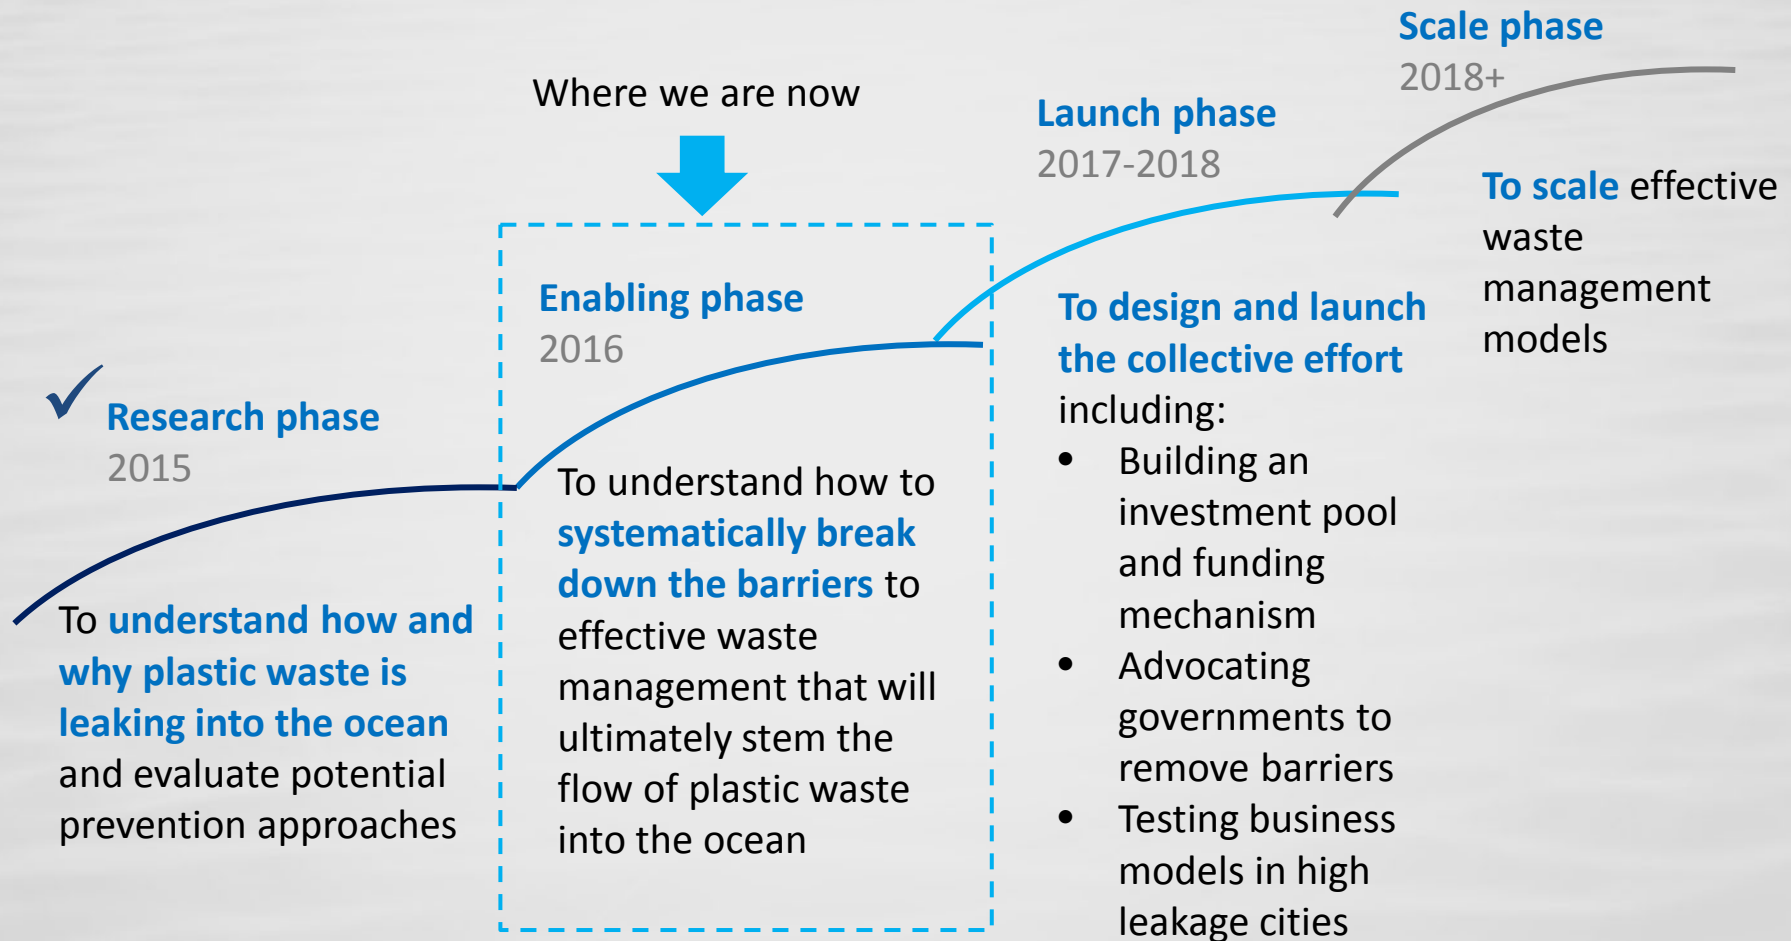 Where we are now
Research phase
2015
To understand how and
why plastic waste is
leaking into the ocean
and evaluate potential
prevention approaches
Enabling phase
2016
To understand how to
systematically break
down the barriers to
effective waste
management that will
ultimately stem the
flow of plastic waste
into the ocean
Launch phase
2017-2018
To design and launch
the collective effort
including:
• Building an
investment pool
and funding
mechanism
• Advocating
governments to
remove barriers
• Testing business
models in high
leakage cities
Scale phase
2018+
To scale effective
waste
management
models